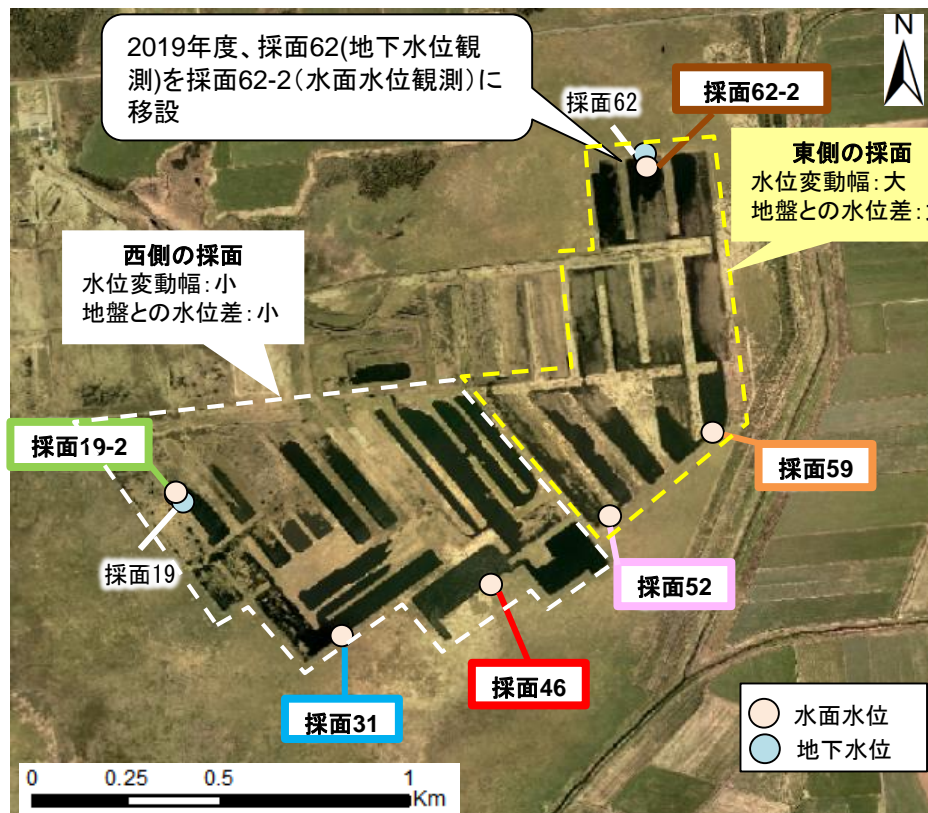 2019年度、採面62(地下水位観
測)を採面62-2（水面水位観測）に
移設
N
採面62
採面62-2
東側の採面
水位変動幅：大
地盤との水位差：
西側の採面
水位変動幅：小
地盤との水位差：小
採面19-2
採面59
採面19
採面52
採面46
採面31
水面水位
地下水位
0 0.25 0.5 1
Km